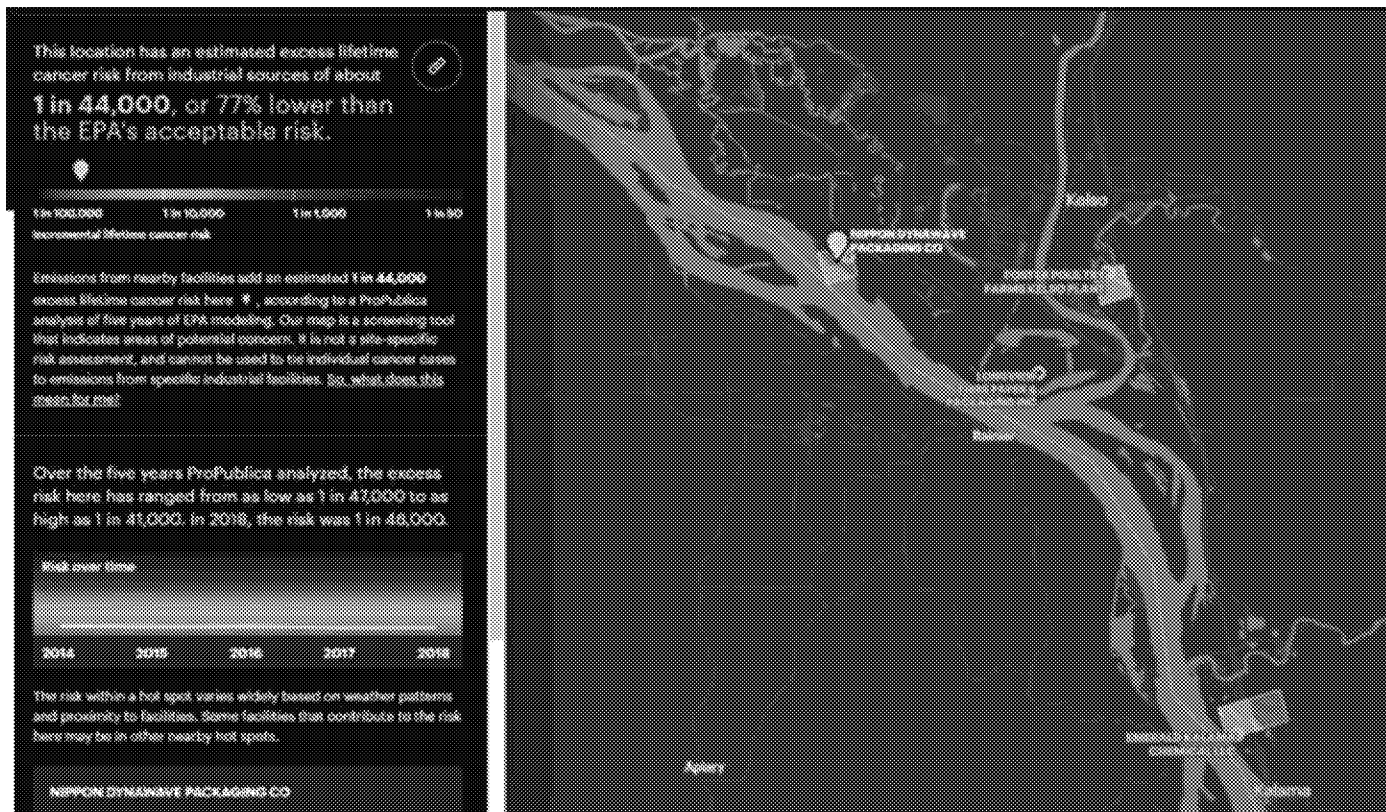 This location has an estimated excess lifetime
cancer risk from industrial sources of about
1 in 44,000, or 77% lower than
the EPA's acceptable risk.
1 in 100,000 1 in 10,000 1 in 1,000 1 in 50
Incremental lifetime cancer risk
Emissions from nearby facilities add an estimated 1 in 44,000
excess lifetime cancer risk here , according to a ProPublica
analysis of five years of EPA modeling. Our map is a screening tool
that indicates areas of potential concern. It is not a site-specific
risk assessment, and cannot be used to tie individual cancer cases
to emissions from specific industrial facilities. So, what does this
mean for me?
Over the five years ProPublica analyzed, the excess
risk here has ranged from as low as 1 in 47,000 to as
high as 1 in 41,000. In 2018, the risk was 1 in 46,000.
Risk over time
2014 2015 2016 2017 2018
The risk within a hot spot varies widely based on weather patterns
and proximity to facilities. Some facilities that contribute to the risk
here may be in other nearby hot spots.
NIPPON DYNAWAVE PACKAGING CO
Kelso
NIPPON DYNAWAVE
PACKAGING CO
FOSTER POULTRY
FARMS KELSO PLANT
Rainier
CHEMICAL LLC
Apiary
Kalama